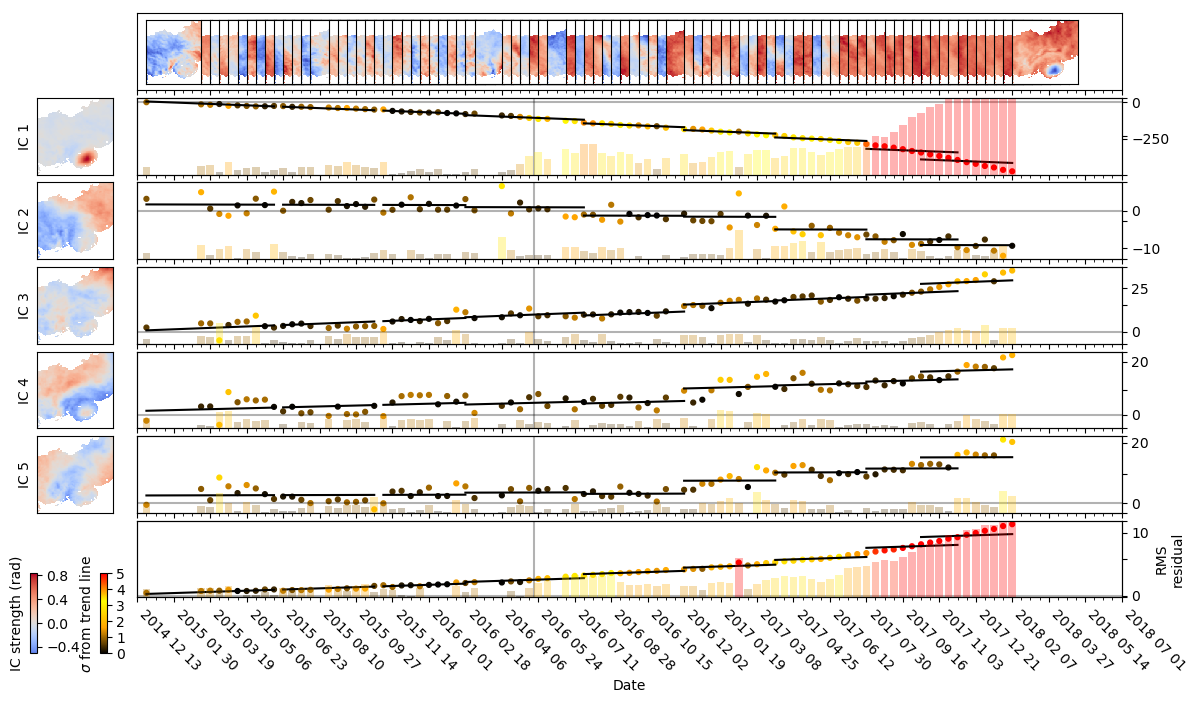 IC 1
0
−250
IC 2
0
−10
IC 3
25
0
IC 4
20
0
IC 5
20
0
RMS
residual
10
0
IC strength (rad)
0.8
0.4
0.0
−0.4
σ from trend line
5
4
3
2
1
0
2014 12 13
2015 01 30
2015 03 19
2015 05 06
2015 06 23
2015 08 10
2015 09 27
2015 11 14
2016 01 01
2016 02 18
2016 04 06
2016 05 24
2016 07 11
2016 08 28
2016 10 15
2016 12 02
2017 01 19
2017 03 08
2017 04 25
2017 06 12
2017 07 30
2017 09 16
2017 11 03
2017 12 21
2018 02 07
2018 03 27
2018 05 14
2018 07 01
Date